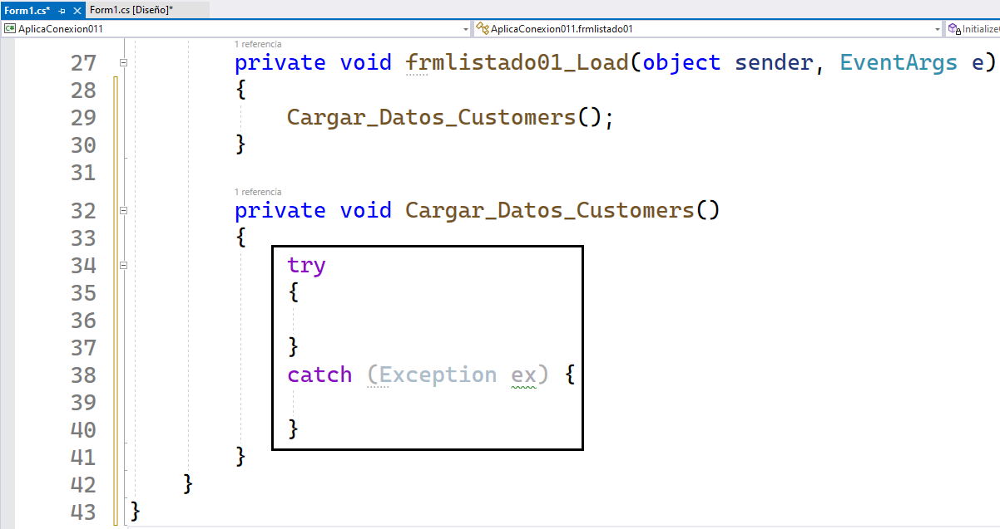 Form1.cs* Form1.cs [Diseño]*
AplicaConexion011 AplicaConexion011.frmlistado01 Initialize
1 referencia
27 private void frmlistado01_Load(object sender, EventArgs e)
28 {
29 Cargar_Datos_Customers();
30 }
31
1 referencia
32 private void Cargar_Datos_Customers()
33 {
34 try
35 {
36
37 }
38 catch (Exception ex) {
39
40 }
41 }
42 }
43 }